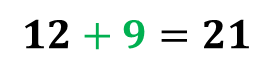 12 + 9 = 21